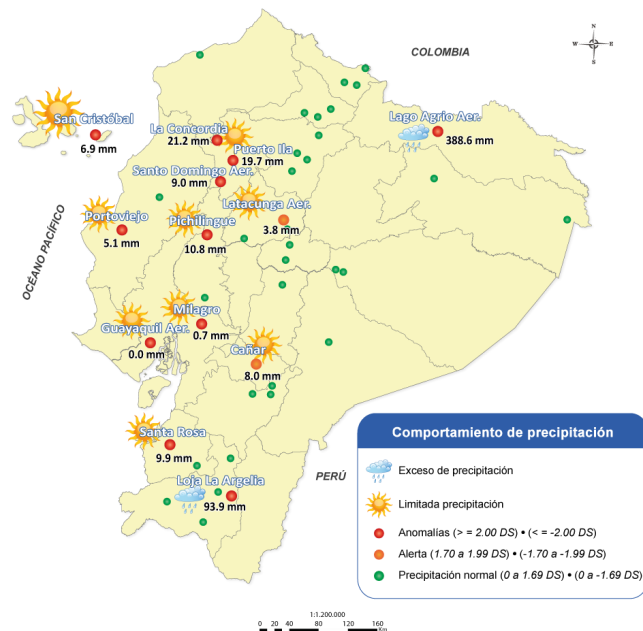 COLOMBIA
N
W
E
S
San Cristóbal
6.9 mm
La Concordia
21.2 mm
Puerto Ila
19.7 mm
Santo Domingo Aer.
9.0 mm
Lago Agrio Aer.
388.6 mm
Latacunga Aer.
3.8 mm
Portoviejo
5.1 mm
Pichilingue
10.8 mm
OCÉANO PACÍFICO
Milagro
0.7 mm
Guayaquil Aer.
0.0 mm
Cañar
8.0 mm
Santa Rosa
9.9 mm
PERÚ
Loja La Argelia
93.9 mm
Comportamiento de precipitación
Exceso de precipitación
Limitada precipitación
Anomalías (> = 2.00 DS) • (< = -2.00 DS)
Alerta (1.70 a 1.99 DS) • (-1.70 a -1.99 DS)
Precipitación normal (0 a 1.69 DS) • (0 a -1.69 DS)
1:1.200.000
0 20 40 80 120 160
Km